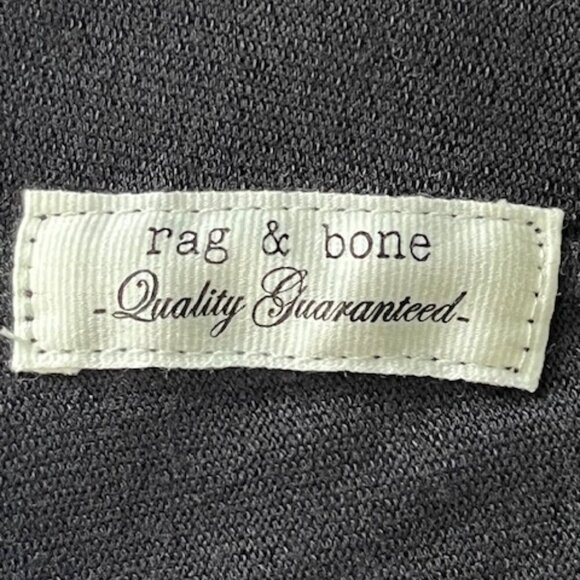 rag & bone
-Quality Guaranteed-